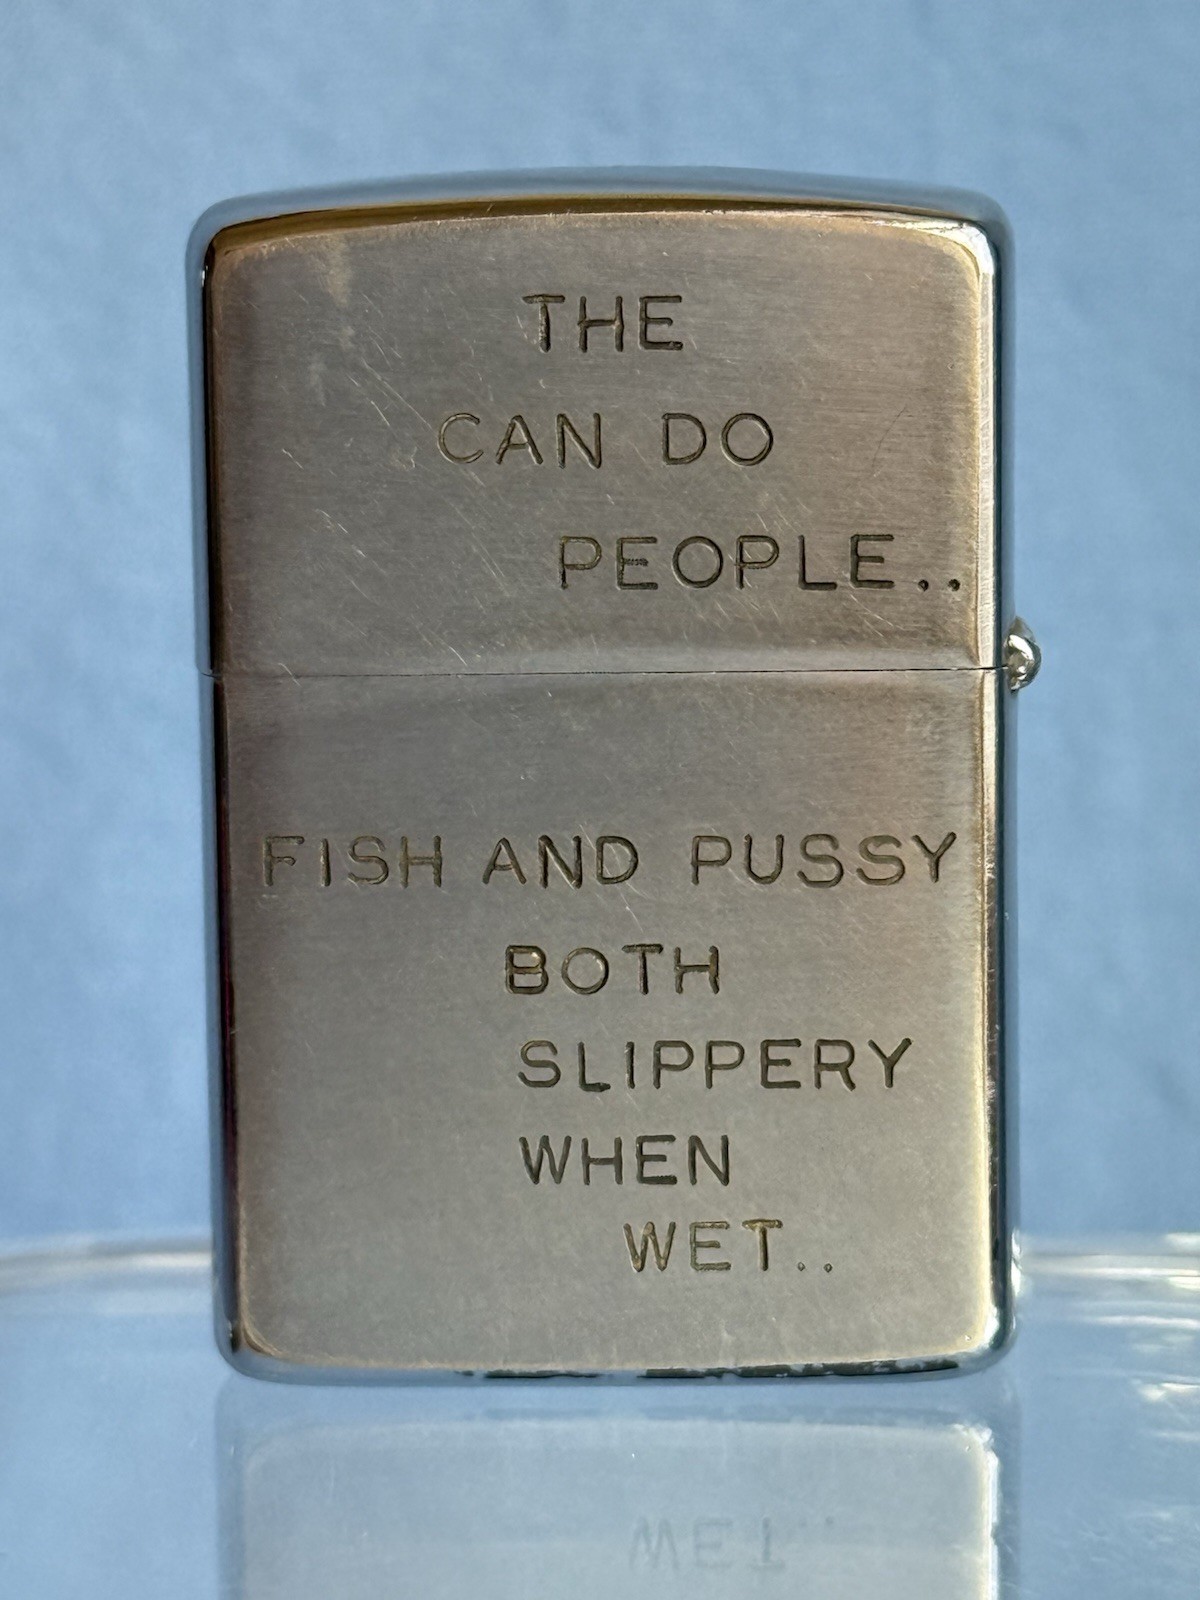 THE
CAN DO
PEOPLE..
FISH AND PUSSY
BOTH
SLIPPERY
WHEN
WET..